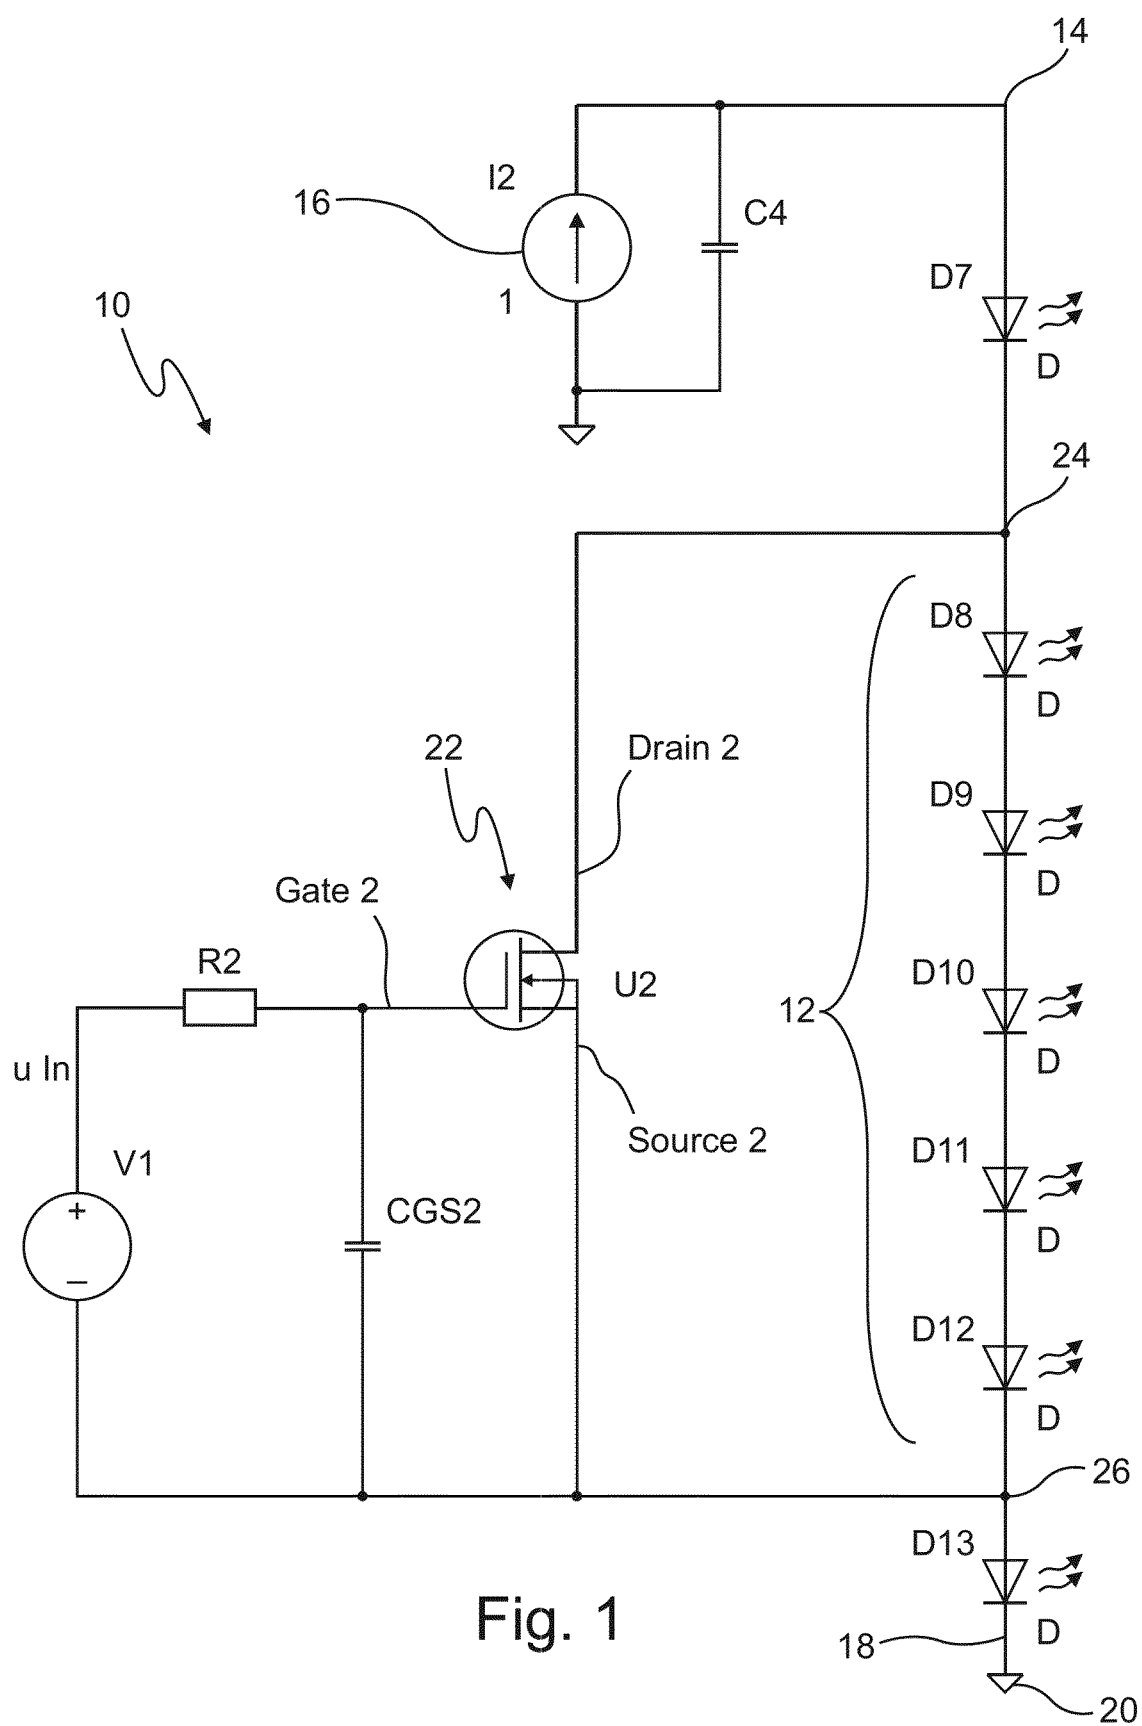 14
I2
16
C4
1
D7
10
D
24
D8
D
22
Drain 2
D9
Gate 2
D
R2
U2
D10
12
u In
D
Source 2
D11
V1
CGS2
+
D
–
D12
D
26
D13
Fig. 1
D
18
20